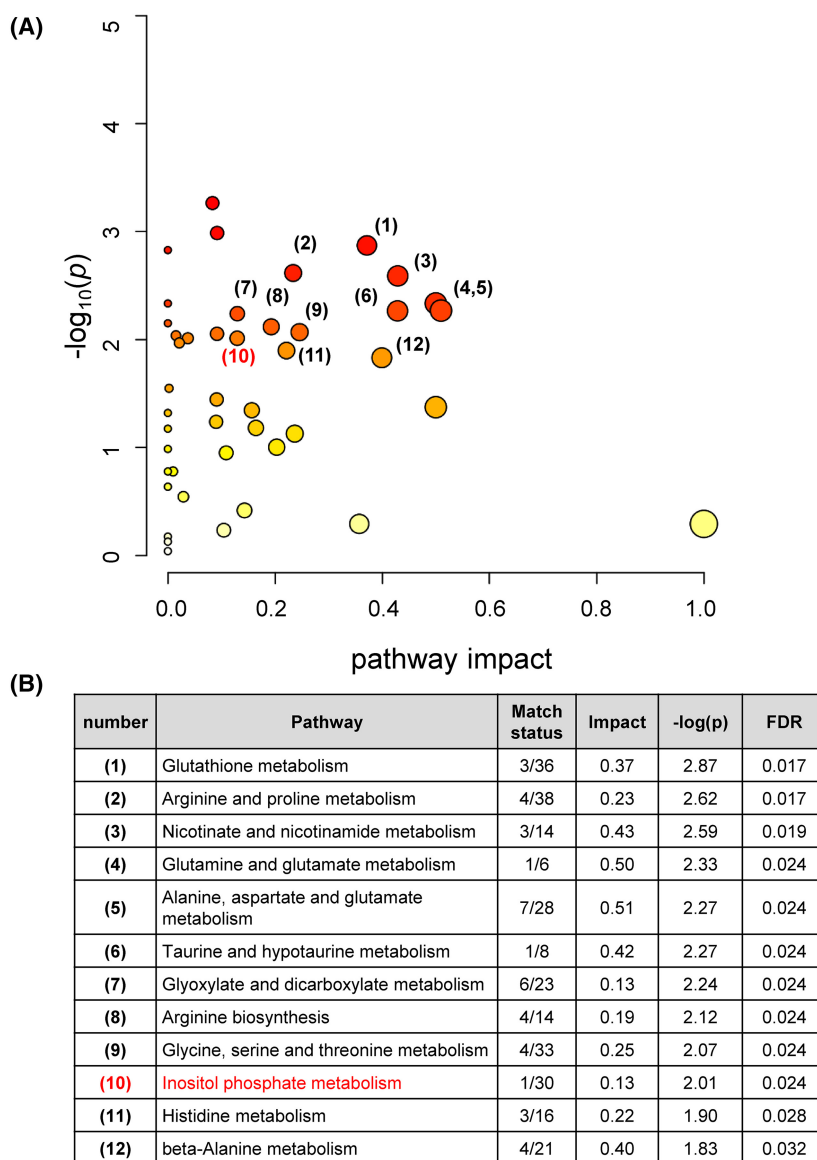 (A)
5
4
3
2
1
0
-log10(p)
(1)
(2)
(3)
(7)
(8)
(6)
(4,5)
(9)
(10)
(11)
(12)
0.0 0.2 0.4 0.6 0.8 1.0
pathway impact
(B)
number Pathway Match status Impact -log(p) FDR
(1) Glutathione metabolism 3/36 0.37 2.87 0.017
(2) Arginine and proline metabolism 4/38 0.23 2.62 0.017
(3) Nicotinate and nicotinamide metabolism 3/14 0.43 2.59 0.019
(4) Glutamine and glutamate metabolism 1/6 0.50 2.33 0.024
(5) Alanine, aspartate and glutamate metabolism 7/28 0.51 2.27 0.024
(6) Taurine and hypotaurine metabolism 1/8 0.42 2.27 0.024
(7) Glyoxylate and dicarboxylate metabolism 6/23 0.13 2.24 0.024
(8) Arginine biosynthesis 4/14 0.19 2.12 0.024
(9) Glycine, serine and threonine metabolism 4/33 0.25 2.07 0.024
(10) Inositol phosphate metabolism 1/30 0.13 2.01 0.024
(11) Histidine metabolism 3/16 0.22 1.90 0.028
(12) beta-Alanine metabolism 4/21 0.40 1.83 0.032